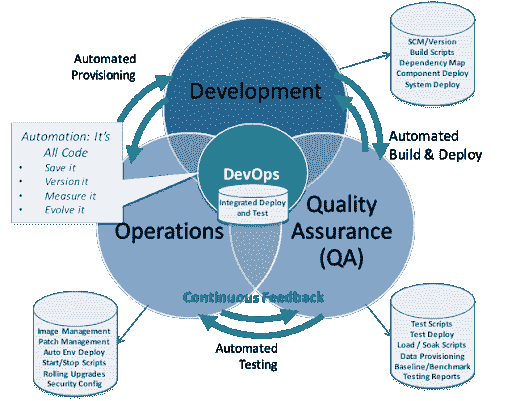 SCM/Version
Build Scripts
Dependency Map
Component Deploy
System Deploy
Automated
Provisioning
Development
Automated
Build & Deploy
Automation: It's
All Code
• Save it
• Version it
• Measure it
• Evolve it
DevOps
Integrated Deploy
and Test
Operations
Quality
Assurance
(QA)
Continuous Feedback
Automated
Testing
Image Management
Patch Management
Auto Env Deploy
Start/Stop Scripts
Rolling Upgrades
Security Config
Test Scripts
Test Deploy
Load / Soak Scripts
Data Provisioning
Baseline/Benchmark
Testing Reports